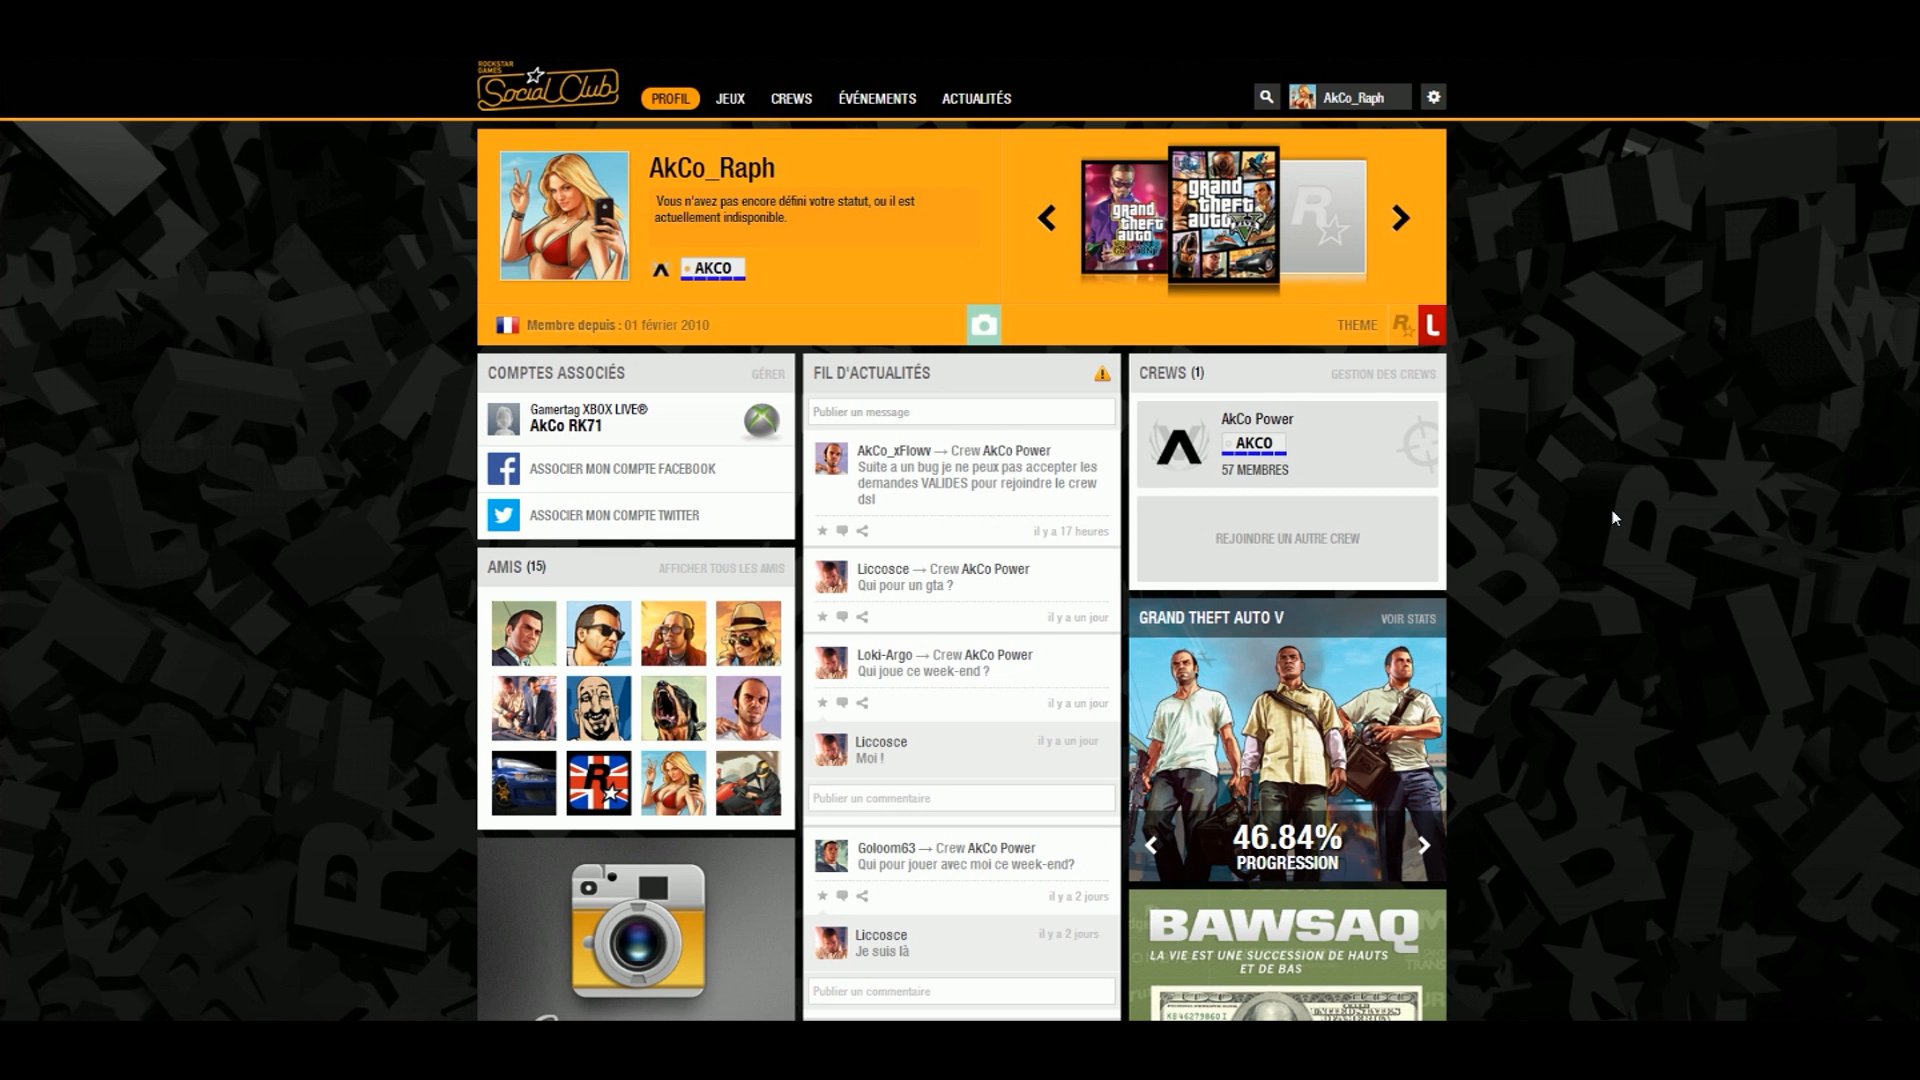 ROCKSTAR
GAMES
Social Club
PROFIL
JEUX
CREWS
ÉVÉNEMENTS
ACTUALITÉS
AkCo_Raph
AkCo_Raph
Vous n'avez pas encore défini votre statut, ou il est
actuellement indisponible.
AKCO
grand
theft
auto
grand
theft
auto
V
R
Membre depuis : 01 février 2010
THEME
R
L
COMPTES ASSOCIÉS
GÉRER
Gamertag XBOX LIVE®
AkCo RK71
ASSOCIER MON COMPTE FACEBOOK
ASSOCIER MON COMPTE TWITTER
AMIS (15)
AFFICHER TOUS LES AMIS
R
FIL D'ACTUALITÉS
Publier un message
AkCo_xFlowv → Crew AkCo Power
Suite a un bug je ne peux pas accepter les
demandes VALIDES pour rejoindre le crew
dsl
il y a 17 heures
Liccosce → Crew AkCo Power
Qui pour un gta ?
il y a un jour
Loki-Argo → Crew AkCo Power
Qui joue ce week-end ?
il y a un jour
Liccosce
il y a un jour
Moi !
Publier un commentaire
Goloom63 → Crew AkCo Power
Qui pour jouer avec moi ce week-end?
il y a 2 jours
Liccosce
il y a 2 jours
Je suis là
Publier un commentaire
CREWS (1)
GESTION DES CREWS
AkCo Power
AKCO
57 MEMBRES
REJOINDRE UN AUTRE CREW
GRAND THEFT AUTO V
VOIR STATS
46.84%
PROGRESSION
BAWSAQ
LA VIE EST UNE SUCCESSION DE HAUTS
ET DE BAS
KB46279860I